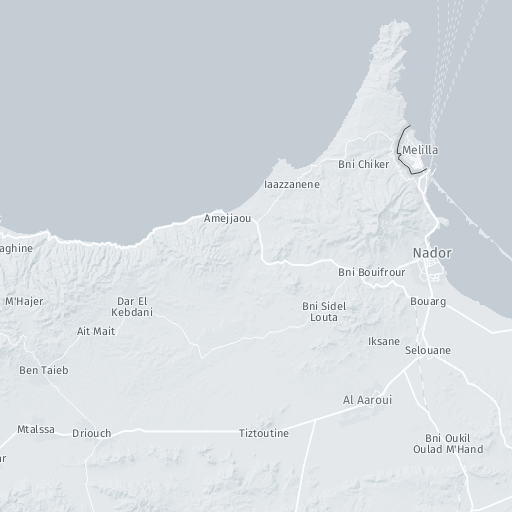 Melilla
Bni Chiker
Iaazzanene
Amejjaou
aghine
Nador
Bni Bouifrour
M'Hajer
Dar El
Kebdani
Bni Sidel
Louta
Bouarg
Ait Mait
Iksane
Selouane
Ben Taieb
Al Aaroui
Mtalssa
Driouch
Tiztoutine
Bni Oukil
Oulad M'Hand
ar